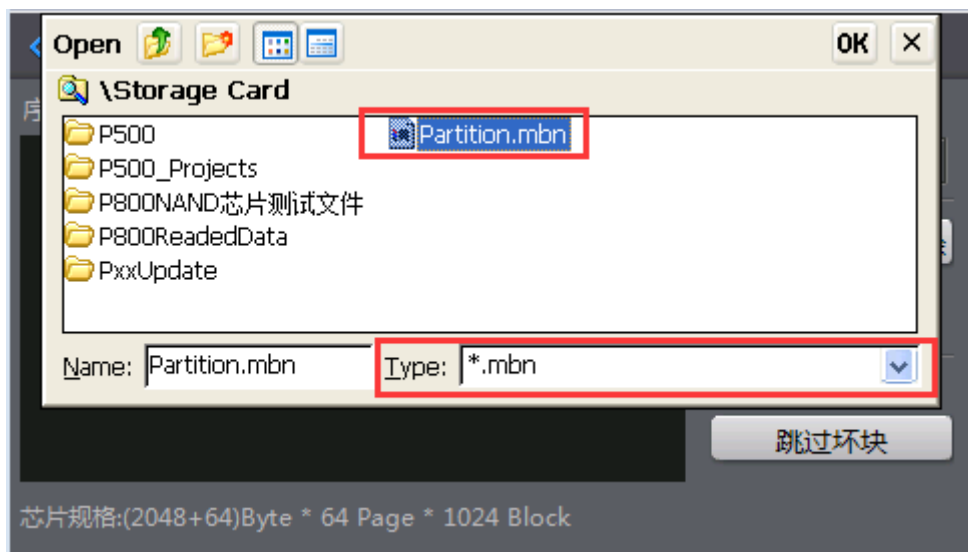 Open OK
\Storage Card
序
P500 Partition.mbn
P500_Projects
P800NAND芯片测试文件
P800ReadedData
PxxUpdate
Name: Partition.mbn Type: *.mbn
跳过坏块
芯片规格:(2048+64)Byte * 64 Page * 1024 Block